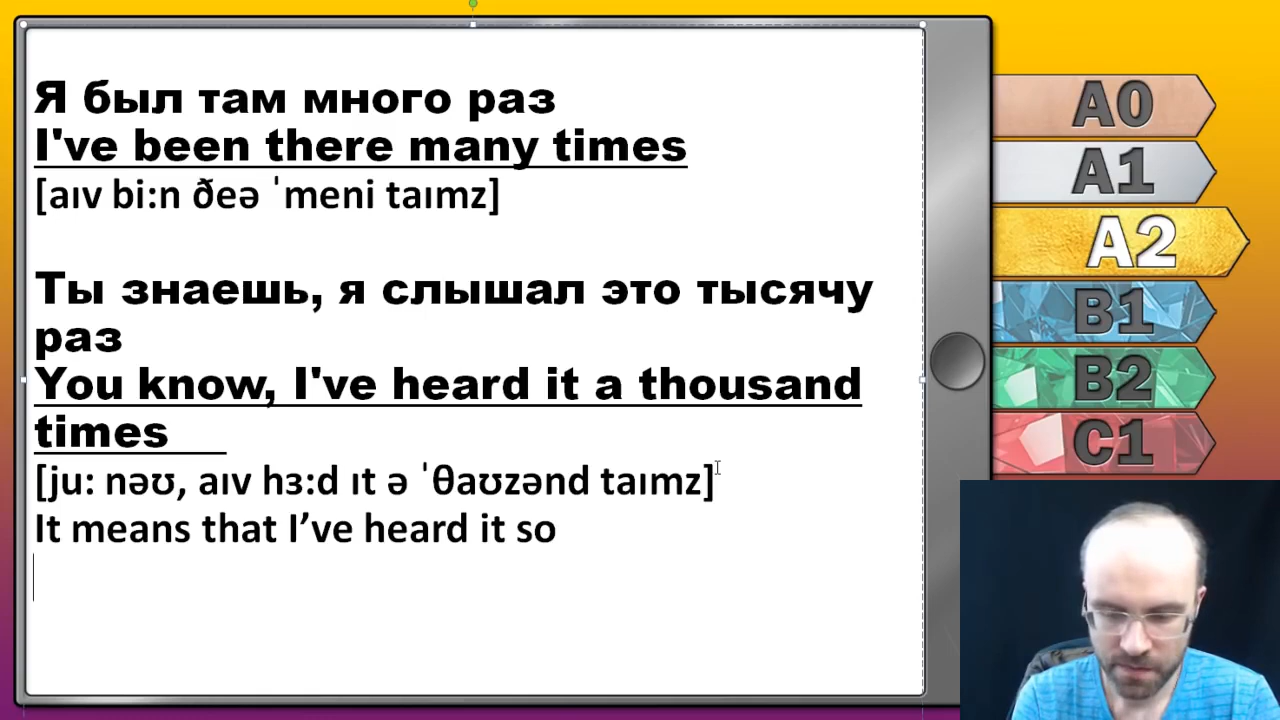 Я был там много раз
I've been there many times
[aɪv bi:n ðeə ˈmeni taɪmz]
Ты знаешь, я слышал это тысячу
раз
You know, I've heard it a thousand
times
[ju: nəʊ, aɪv hɜ:d ɪt ə ˈθaʊzənd taɪmz]
It means that I’ve heard it so
A0
A1
A2
B1
B2
C1